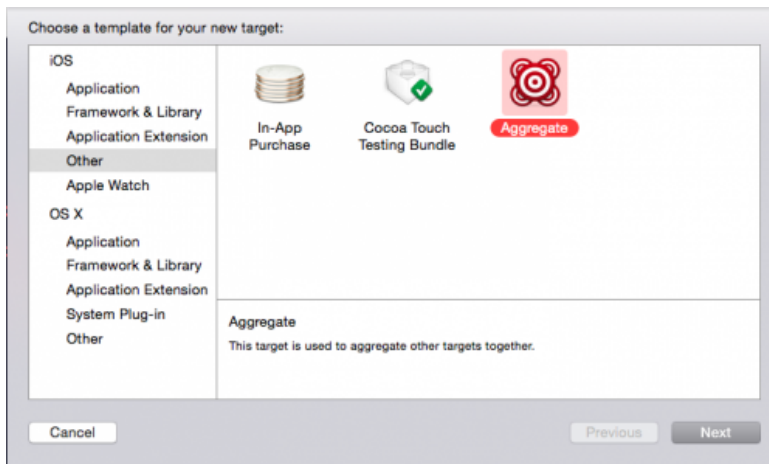 Choose a template for your new target:
iOS
Application
Framework & Library
Application Extension
Other
Apple Watch
OS X
Application
Framework & Library
Application Extension
System Plug-in
Other
In-App
Purchase
Cocoa Touch
Testing Bundle
Aggregate
Aggregate
This target is used to aggregate other targets together.
Cancel
Previous
Next